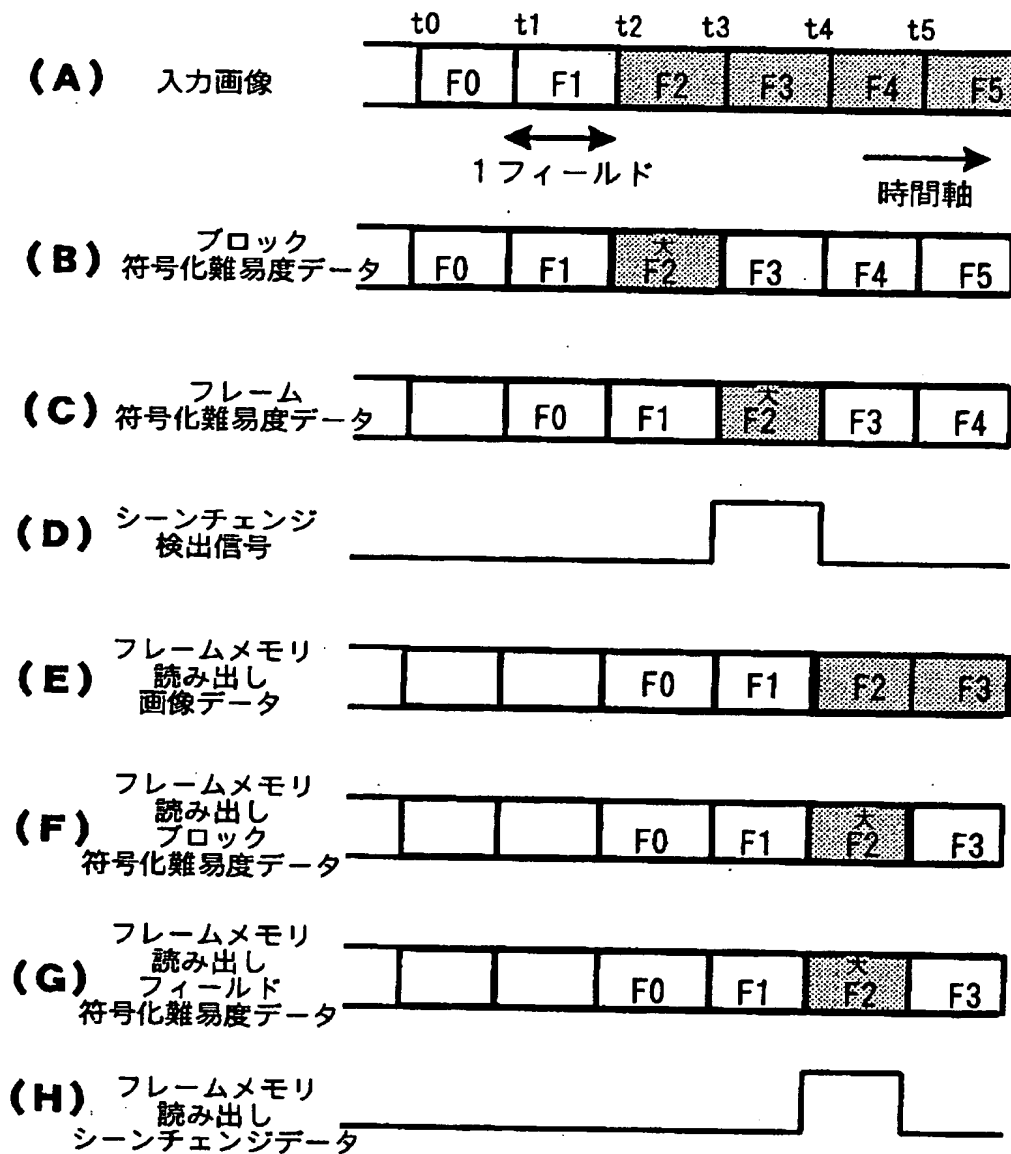 t0 t1 t2 t3 t4 t5
(A) 入力画像 F0 F1 F2 F3 F4 F5
1フィールド
時間軸
(B) ブロック
符号化難易度データ
F0 F1 大 F2 F3 F4 F5
(C) フレーム
符号化難易度データ
F0 F1 大 F2 F3 F4
(D) シーンチェンジ
検出信号
(E) フレームメモリ
読み出し
画像データ
F0 F1 F2 F3
(F) フレームメモリ
読み出し
ブロック
符号化難易度データ
F0 F1 大 F2 F3
(G) フレームメモリ
読み出し
フィールド
符号化難易度データ
F0 F1 大 F2 F3
(H) フレームメモリ
読み出し
シーンチェンジデータ